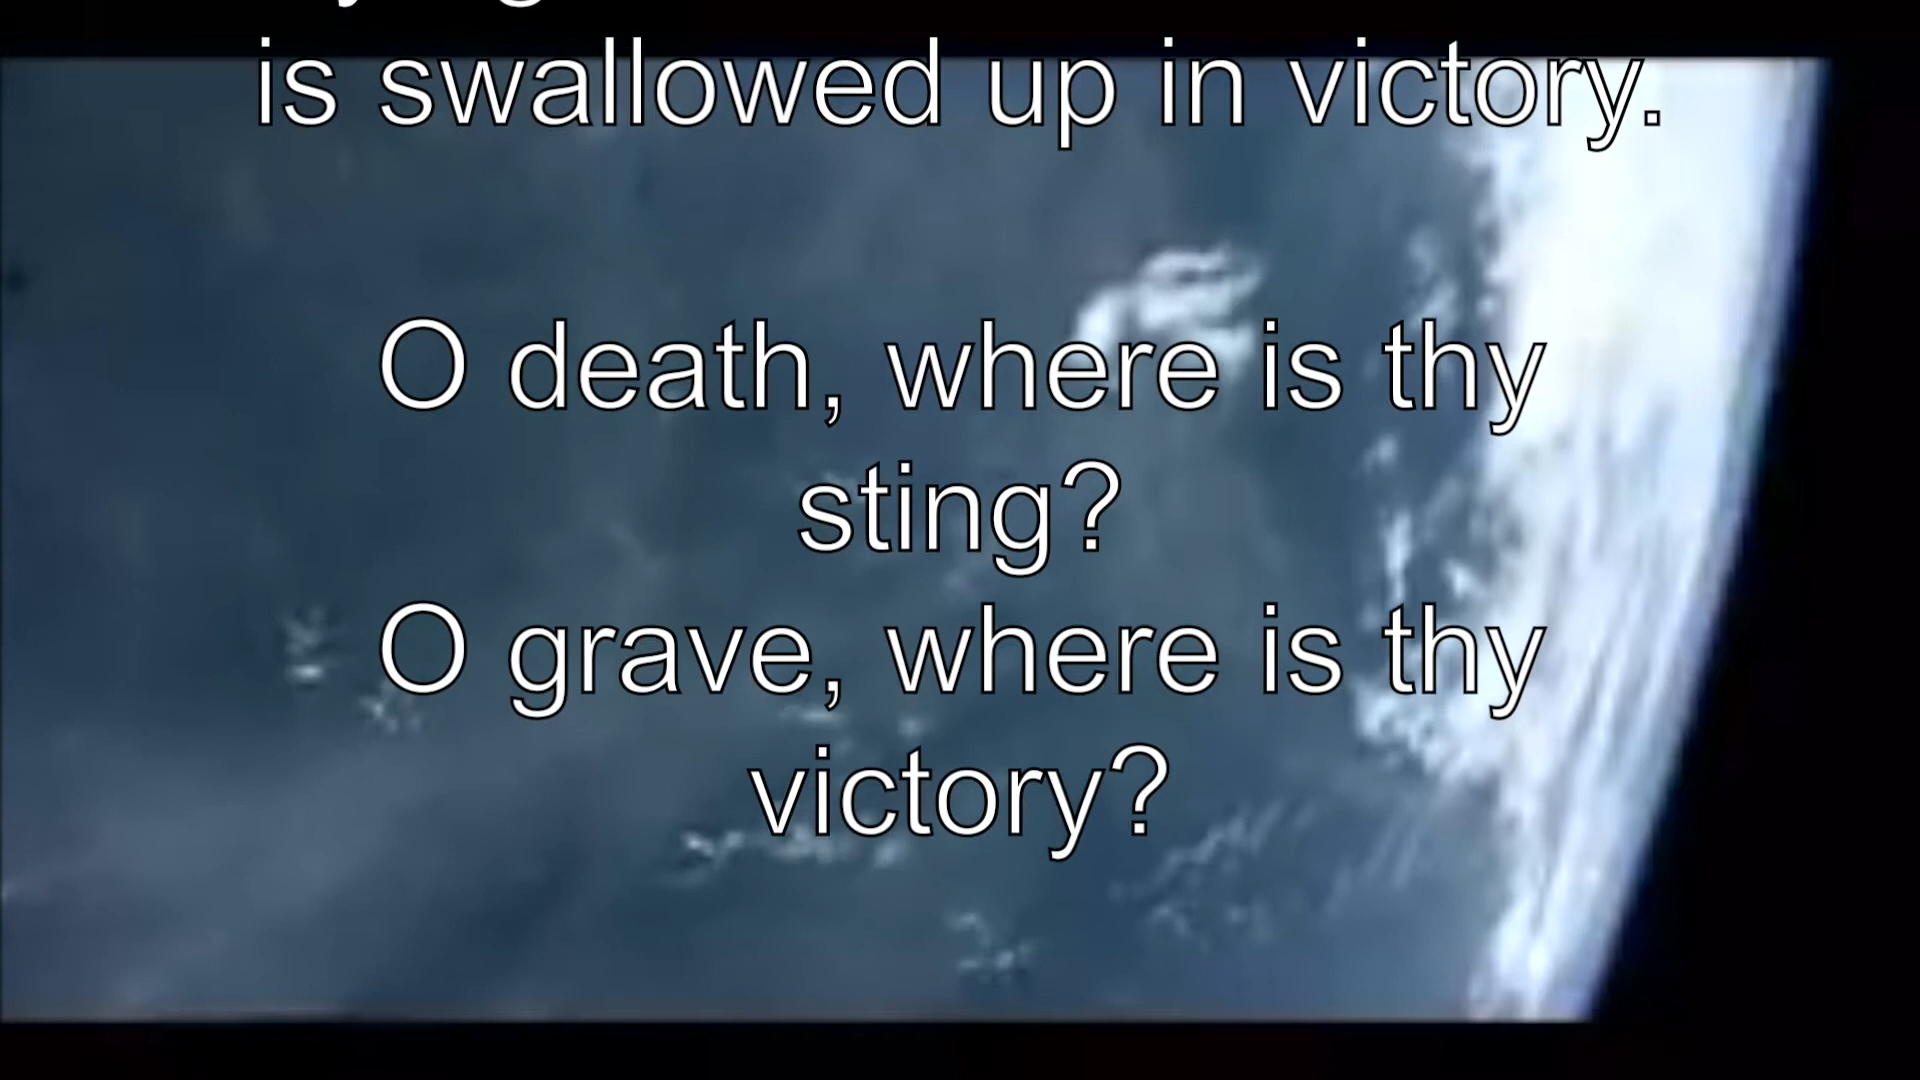 is swallowed up in victory.
O death, where is thy
sting?
O grave, where is thy
victory?